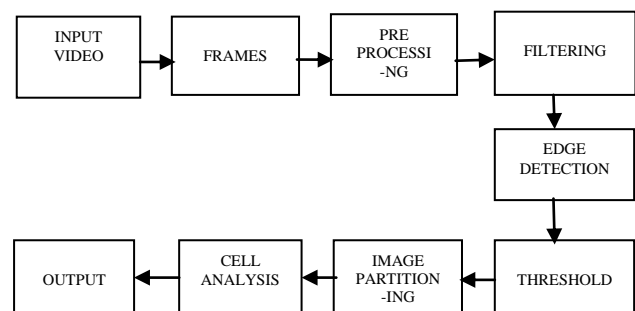 INPUT
VIDEO
FRAMES
PRE
PROCESSI
-NG
FILTERING
EDGE
DETECTION
THRESHOLD
IMAGE
PARTITION
-ING
CELL
ANALYSIS
OUTPUT